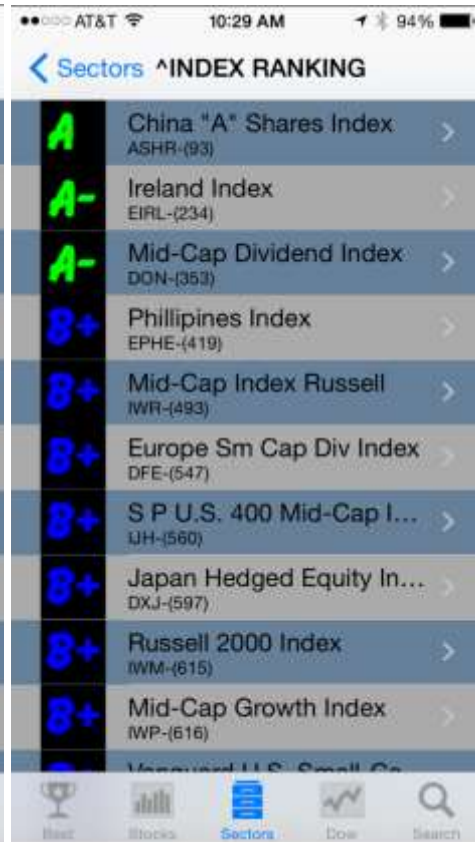 AT&T 10:29 AM 94%
Sectors ^INDEX RANKING
A China "A" Shares Index
ASHR-(93)
A- Ireland Index
EIRL-(234)
A- Mid-Cap Dividend Index
DON-(353)
B+ Phillipines Index
EPHE-(419)
B+ Mid-Cap Index Russell
IWR-(493)
B+ Europe Sm Cap Div Index
DFE-(547)
B+ S P U.S. 400 Mid-Cap I...
IJH-(560)
B+ Japan Hedged Equity In...
DXJ-(597)
B+ Russell 2000 Index
IWM-(615)
B+ Mid-Cap Growth Index
IWP-(616)
Vanguard U.S. Small-Ca
Best Stocks Sectors Dow Search